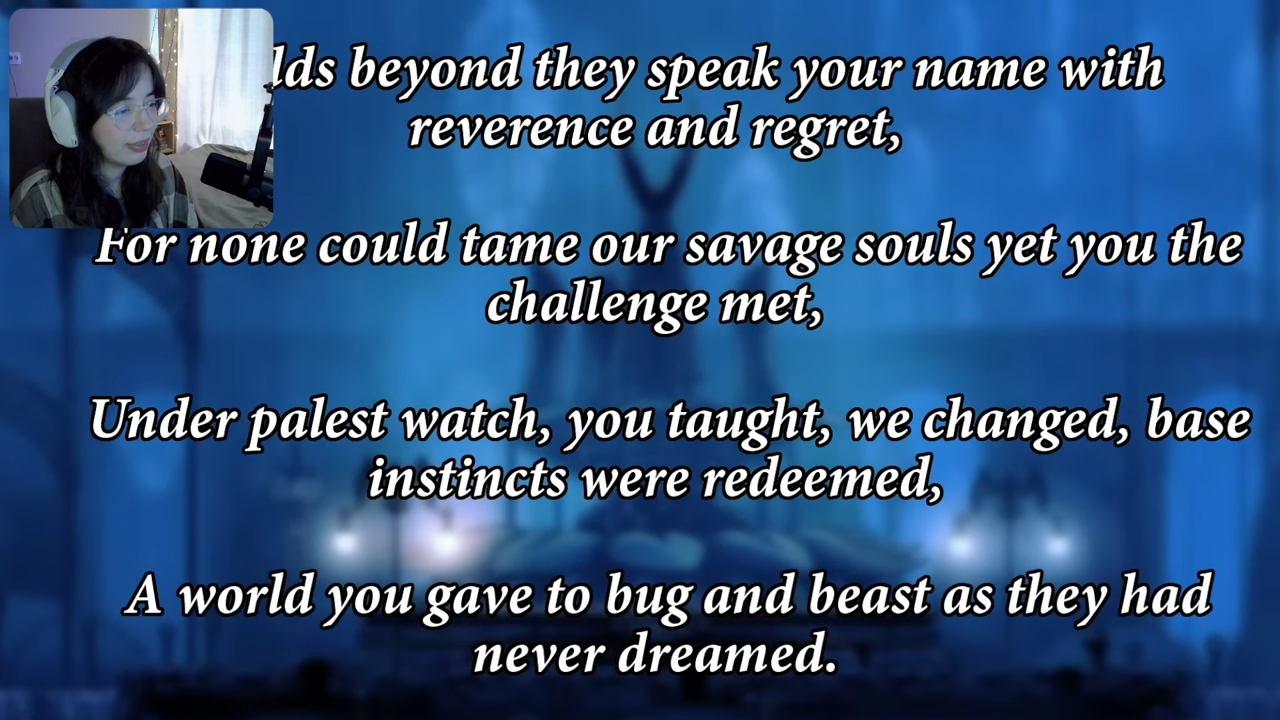 beyond they speak your name with
reverence and regret,
For none could tame our savage souls yet you the
challenge met,
Under palest watch, you taught, we changed, base
instincts were redeemed,
A world you gave to bug and beast as they had
never dreamed.